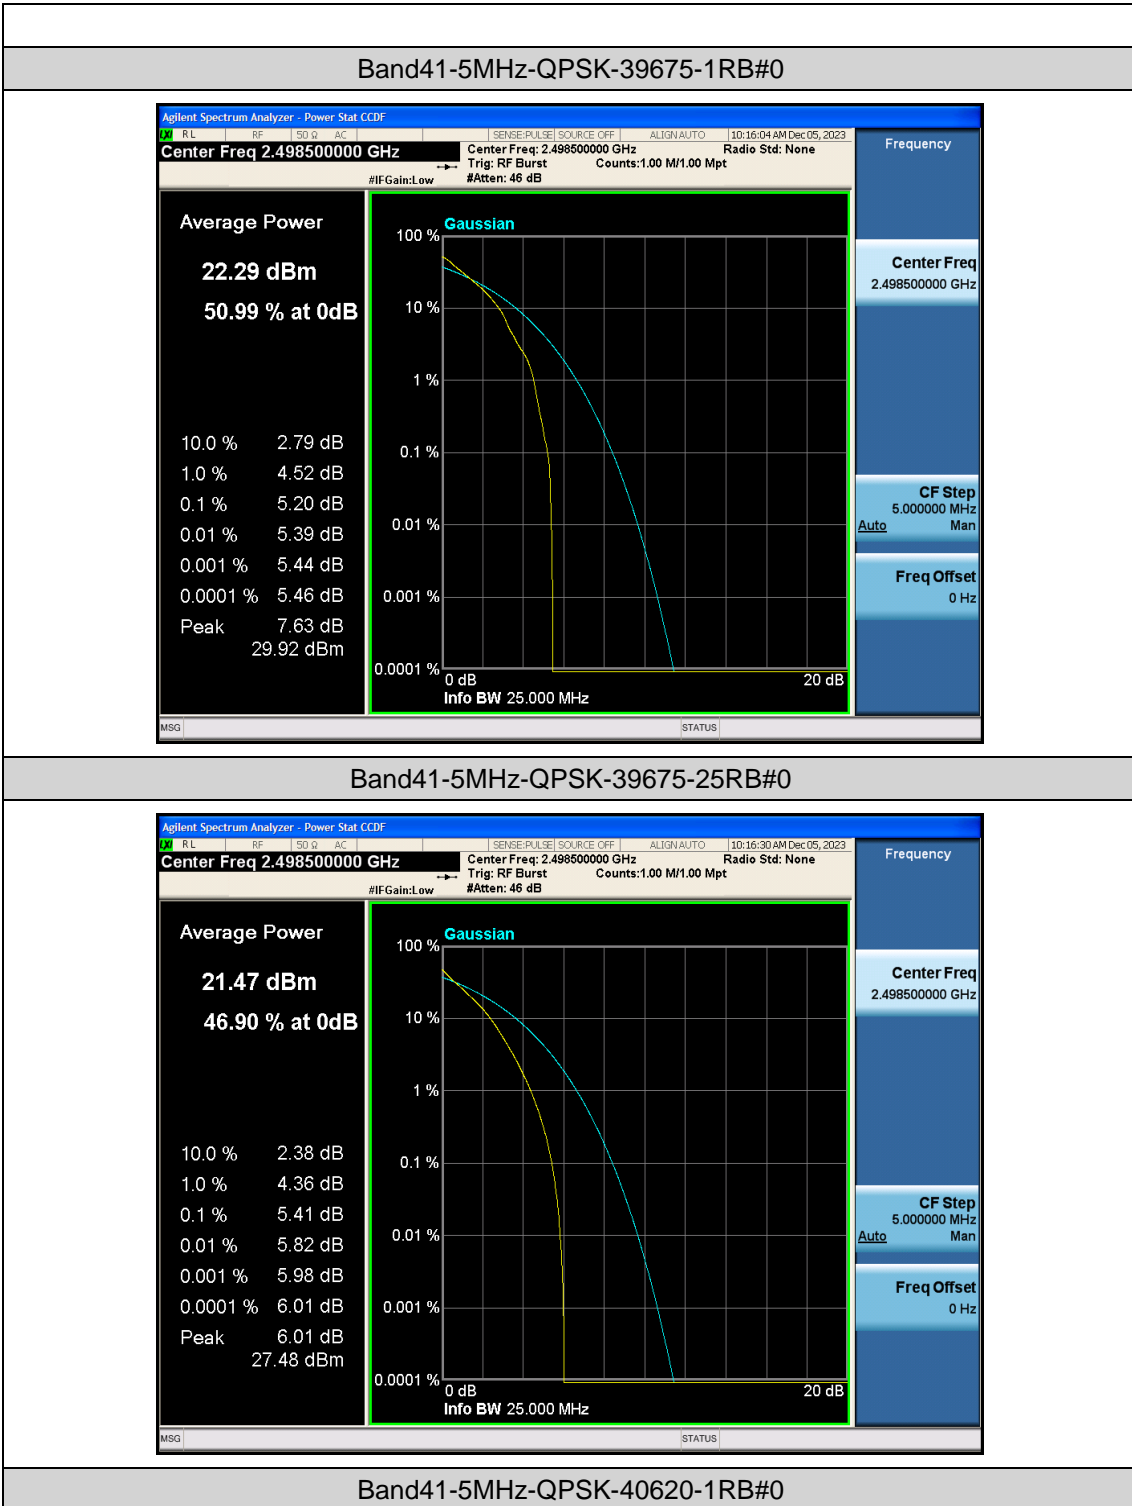 Band41-5MHz-QPSK-39675-1RB#0
Agilent Spectrum Analyzer - Power Stat CCDF
LXI RL RF 50 Ω AC SENSE:PULSE SOURCE OFF ALIGN AUTO 10:16:04 AM Dec 05, 2023
Center Freq 2.498500000 GHz Center Freq: 2.498500000 GHz Radio Std: None
Trig: RF Burst Counts:1.00 M/1.00 Mpt
#IFGain:Low #Atten: 46 dB
Frequency
Average Power
22.29 dBm
50.99 % at 0dB
10.0 % 2.79 dB
1.0 % 4.52 dB
0.1 % 5.20 dB
0.01 % 5.39 dB
0.001 % 5.44 dB
0.0001 % 5.46 dB
Peak 7.63 dB
29.92 dBm
Gaussian
100 %
10 %
1 %
0.1 %
0.01 %
0.001 %
0.0001 %
0 dB 20 dB
Info BW 25.000 MHz
Center Freq
2.498500000 GHz
CF Step
5.000000 MHz
Auto Man
Freq Offset
0 Hz
MSG STATUS
Band41-5MHz-QPSK-39675-25RB#0
Agilent Spectrum Analyzer - Power Stat CCDF
LXI RL RF 50 Ω AC SENSE:PULSE SOURCE OFF ALIGN AUTO 10:16:30 AM Dec 05, 2023
Center Freq 2.498500000 GHz Center Freq: 2.498500000 GHz Radio Std: None
Trig: RF Burst Counts:1.00 M/1.00 Mpt
#IFGain:Low #Atten: 46 dB
Frequency
Average Power
21.47 dBm
46.90 % at 0dB
10.0 % 2.38 dB
1.0 % 4.36 dB
0.1 % 5.41 dB
0.01 % 5.82 dB
0.001 % 5.98 dB
0.0001 % 6.01 dB
Peak 6.01 dB
27.48 dBm
Gaussian
100 %
10 %
1 %
0.1 %
0.01 %
0.001 %
0.0001 %
0 dB 20 dB
Info BW 25.000 MHz
Center Freq
2.498500000 GHz
CF Step
5.000000 MHz
Auto Man
Freq Offset
0 Hz
MSG STATUS
Band41-5MHz-QPSK-40620-1RB#0